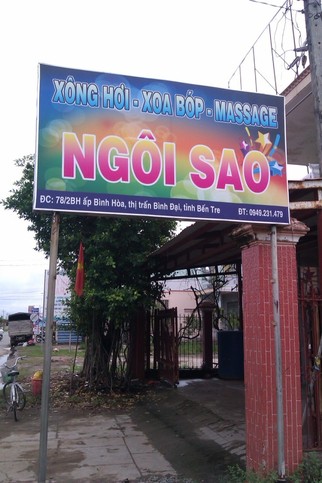 XÔNG HƠI - XOA BÓP - MASSAGE
NGÔI SAO
ĐC: 78/2BH ấp Bình Hòa, thị trấn Bình Đại, tỉnh Bến Tre ĐT: 0949.231.479